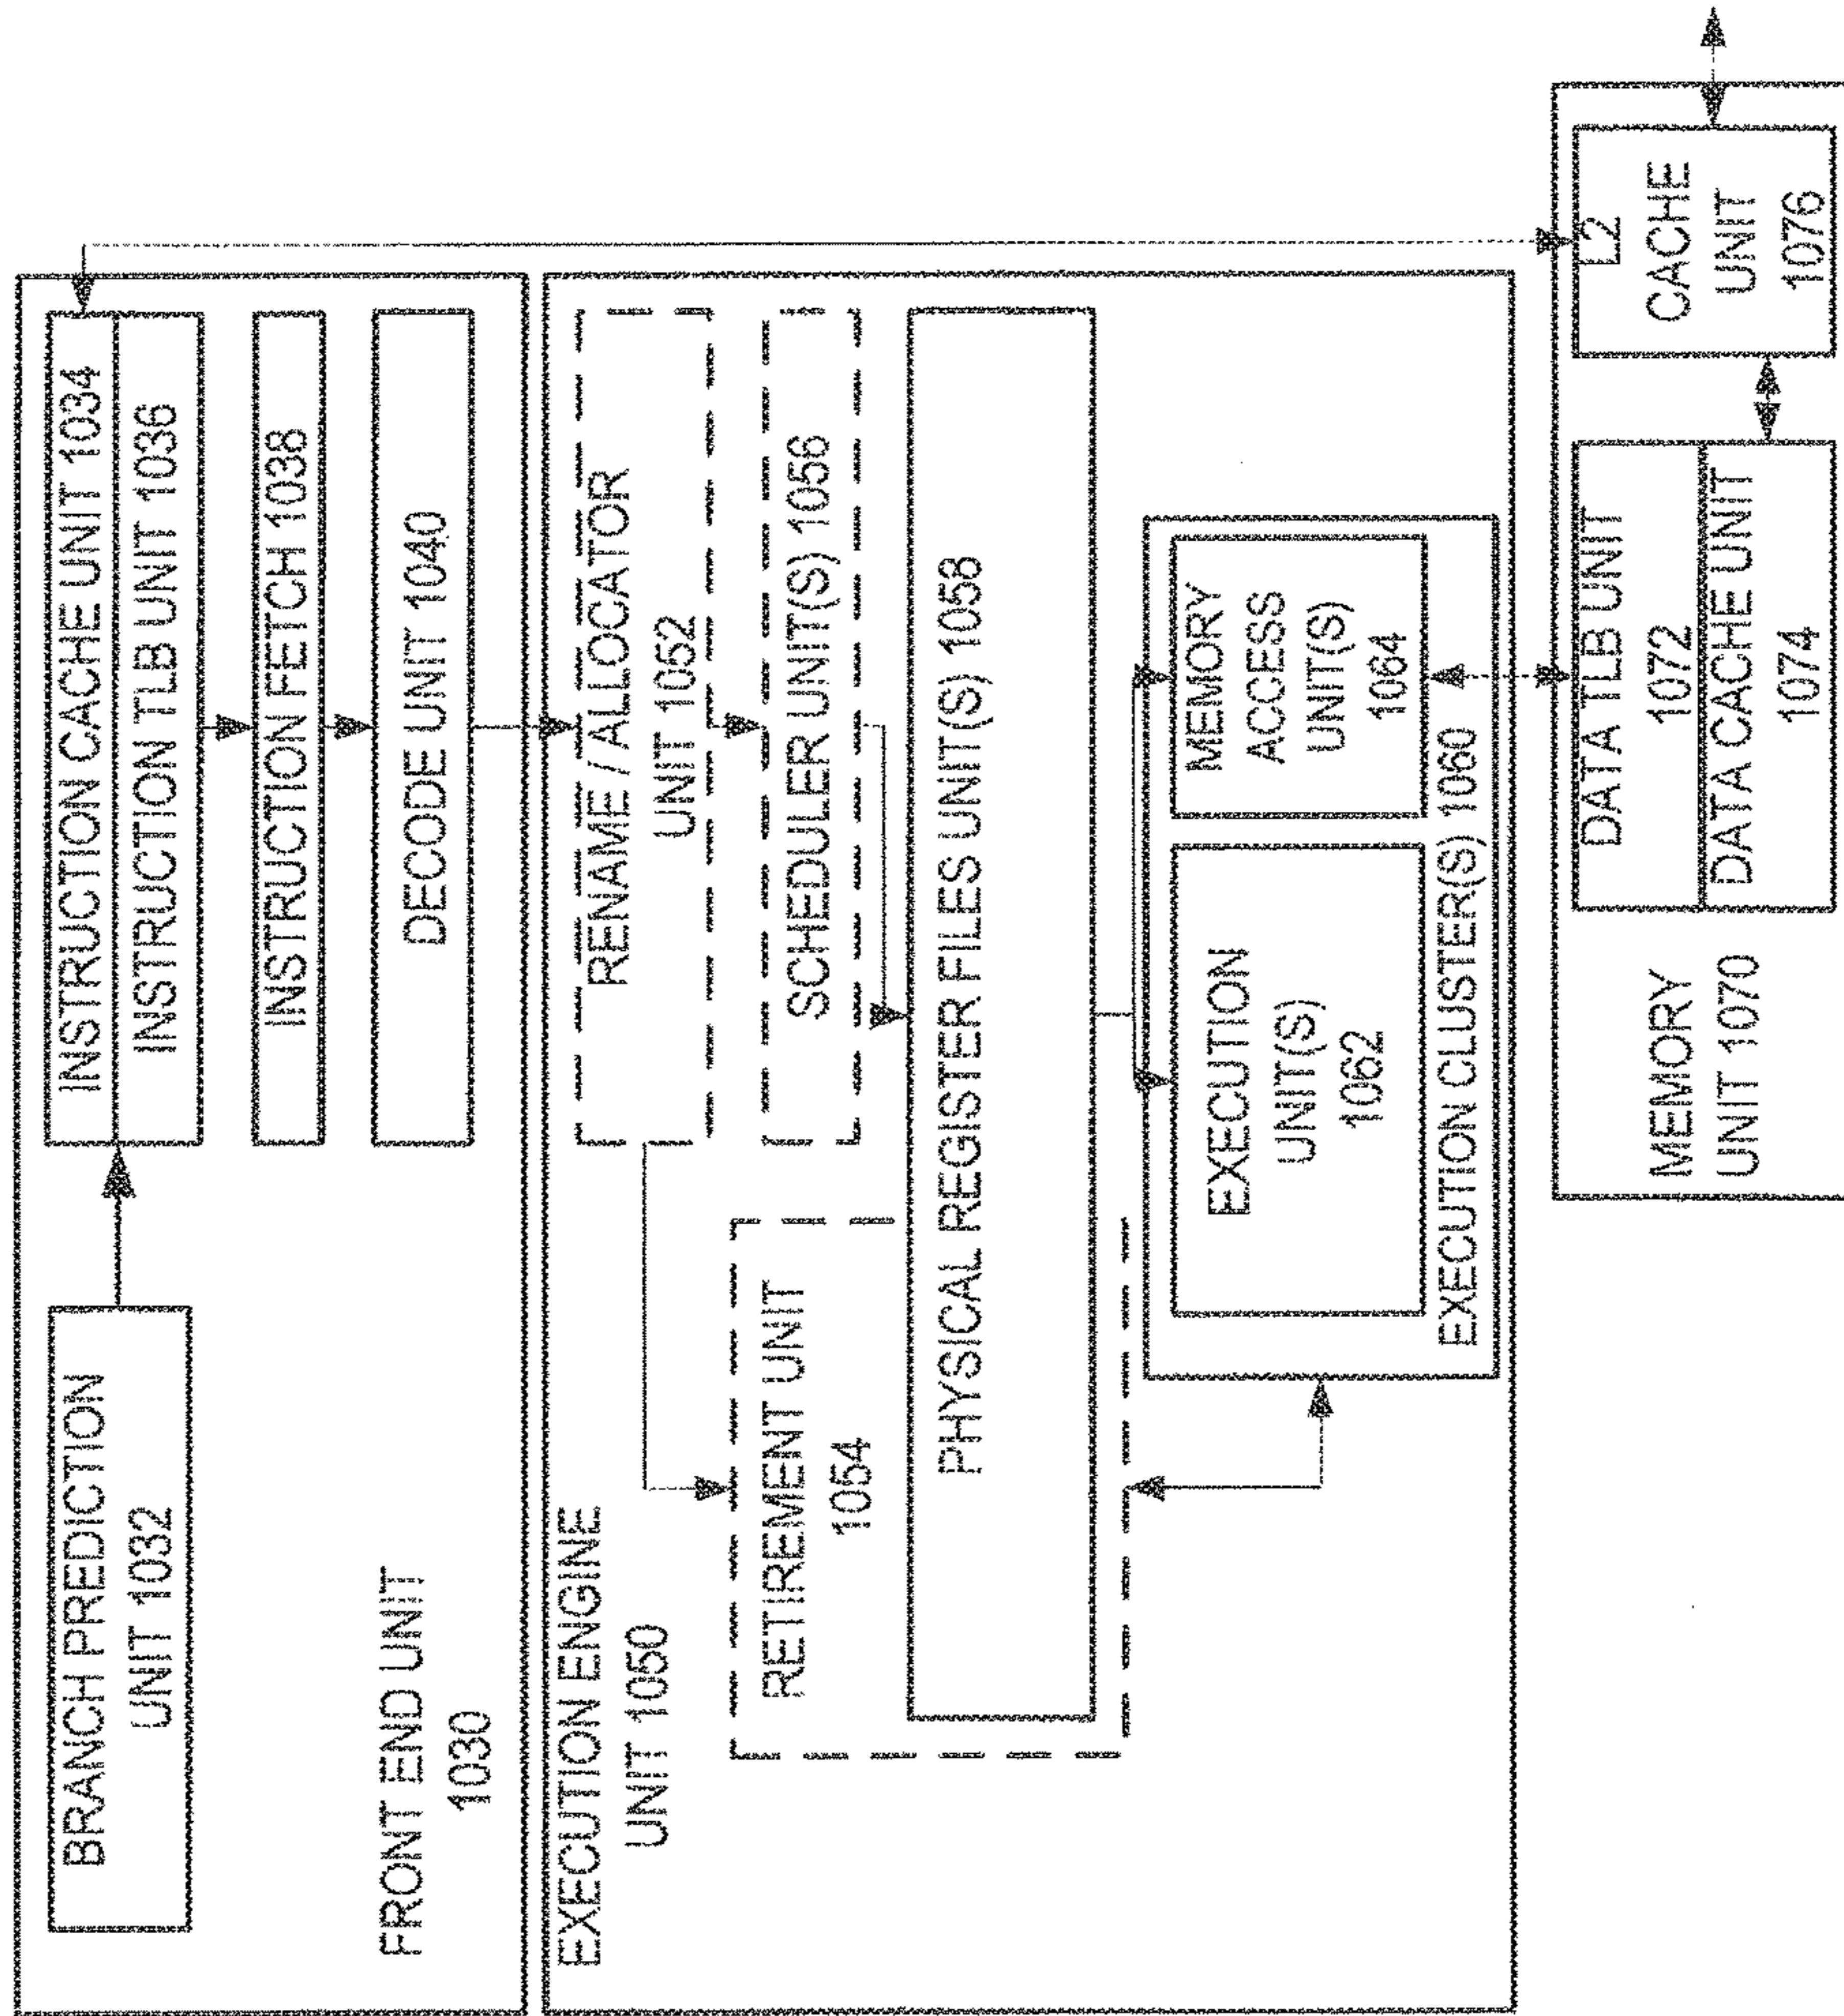 BRANCH PREDICTION
UNIT 1032
INSTRUCTION CACHE UNIT 1034
INSTRUCTION TLB UNIT 1036
INSTRUCTION FETCH 1038
DECODE UNIT 1040
FRONT END UNIT
1030
EXECUTION ENGINE
UNIT 1050
RENAME / ALLOCATOR
UNIT 1052
RETIREMENT UNIT
1054
SCHEDULER UNIT(S) 1056
PHYSICAL REGISTER FILES UNIT(S) 1058
EXECUTION
UNIT(S)
1062
MEMORY
ACCESS
UNIT(S)
1064
EXECUTION CLUSTER(S) 1060
MEMORY
UNIT 1070
DATA TLB UNIT
1072
DATA CACHE UNIT
1074
L2
CACHE
UNIT
1076